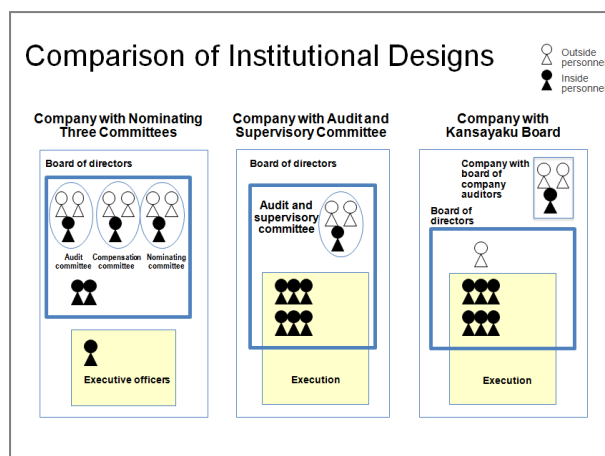 Comparison of Institutional Designs
Outside
personnel
Inside
personnel
Company with Nominating
Three Committees
Board of directors
Audit
committee
Compensation
committee
Nominating
committee
Executive officers
Company with Audit and
Supervisory Committee
Board of directors
Audit and
supervisory
committee
Execution
Company with
Kansayaku Board
Company with
board of
company
auditors
Board of
directors
Execution